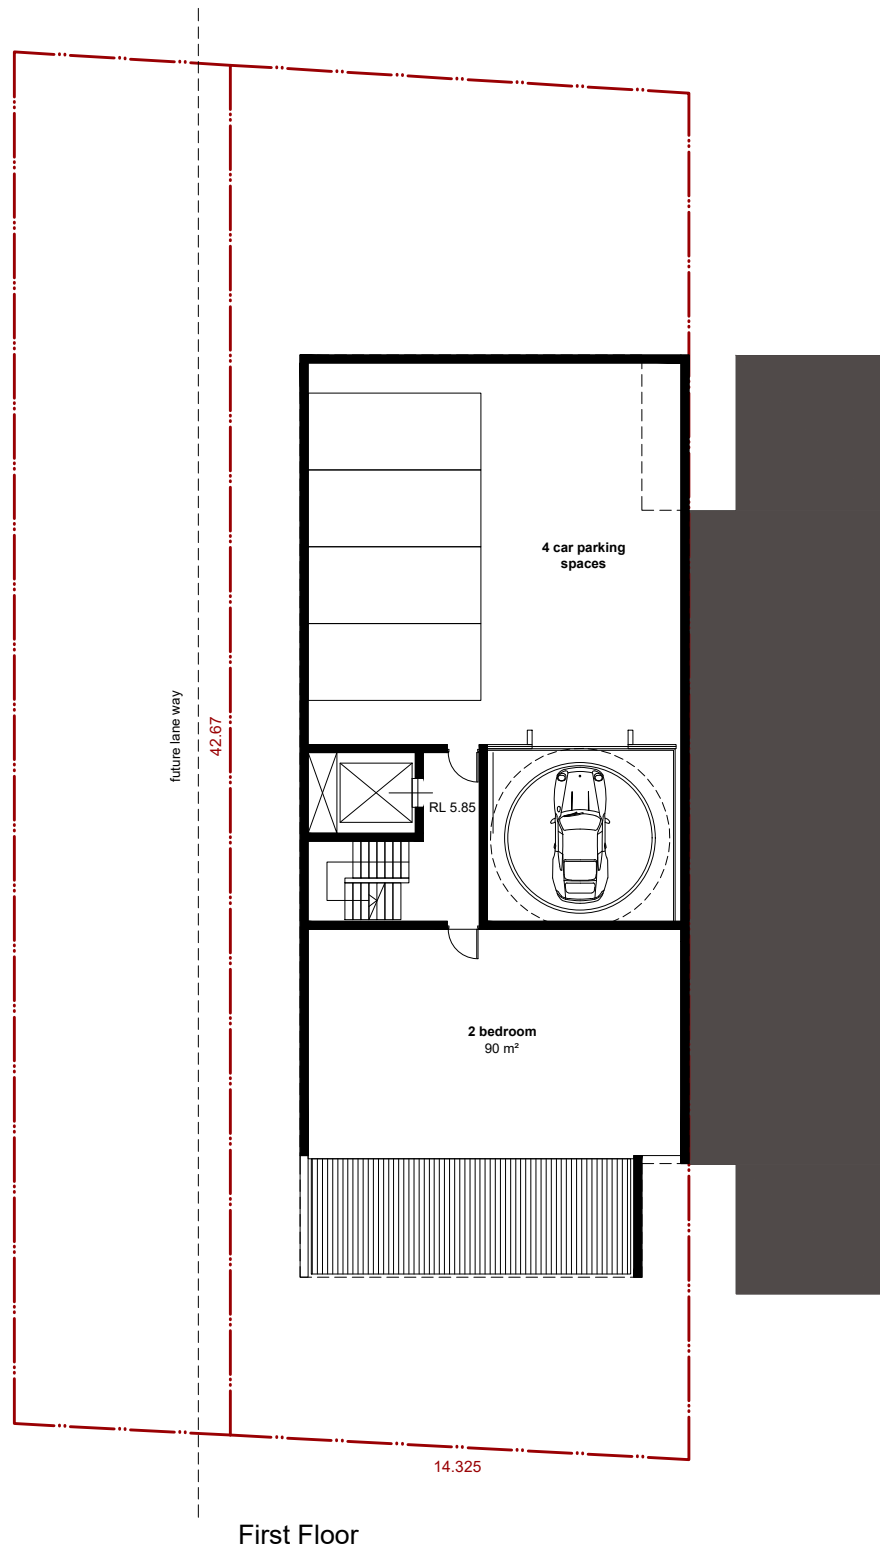 4 car parking
spaces
future lane way
42.67
RL 5.85
2 bedroom
90 m²
14.325
First Floor